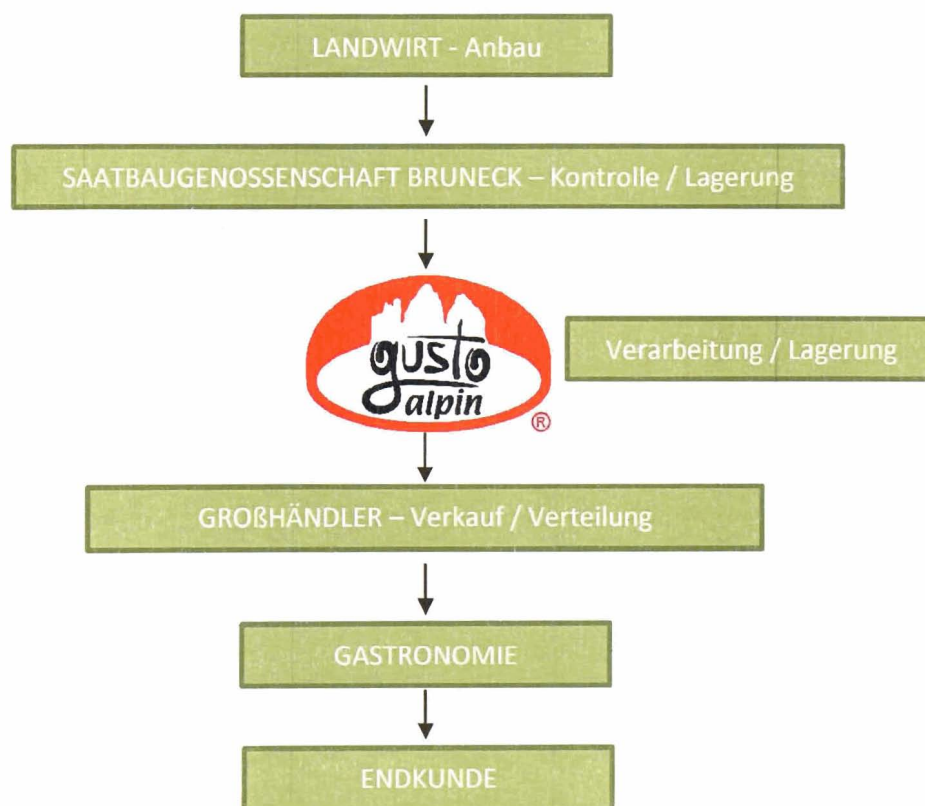 LANDWIRT - Anbau
SAATBAUGENOSSENSCHAFT BRUNECK – Kontrolle / Lagerung
gusto
alpin
®
Verarbeitung / Lagerung
GROßHÄNDLER – Verkauf / Verteilung
GASTRONOMIE
ENDKUNDE